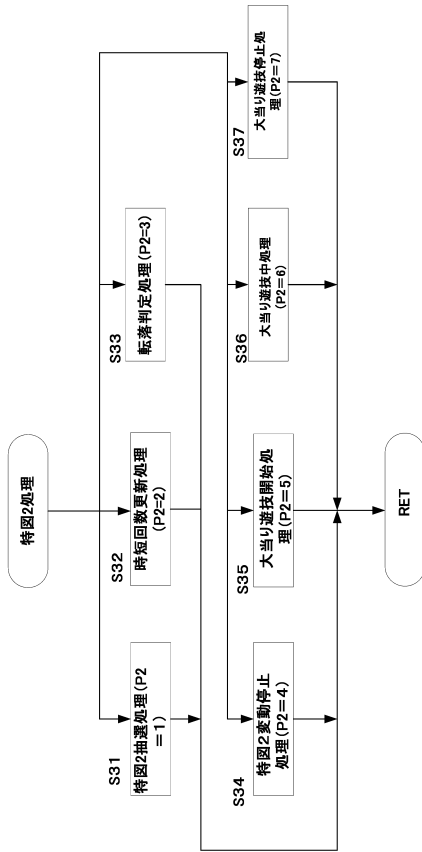 特図2処理
S31
特図2抽選処理(P2
=1)
S32
時短回数更新処理
(P2=2)
S33
転落判定処理(P2=3)
S34
特図2変動停止
処理(P2=4)
S35
大当り遊技開始処
理(P2=5)
S36
大当り遊技中処理
(P2=6)
S37
大当り遊技停止処
理(P2=7)
RET